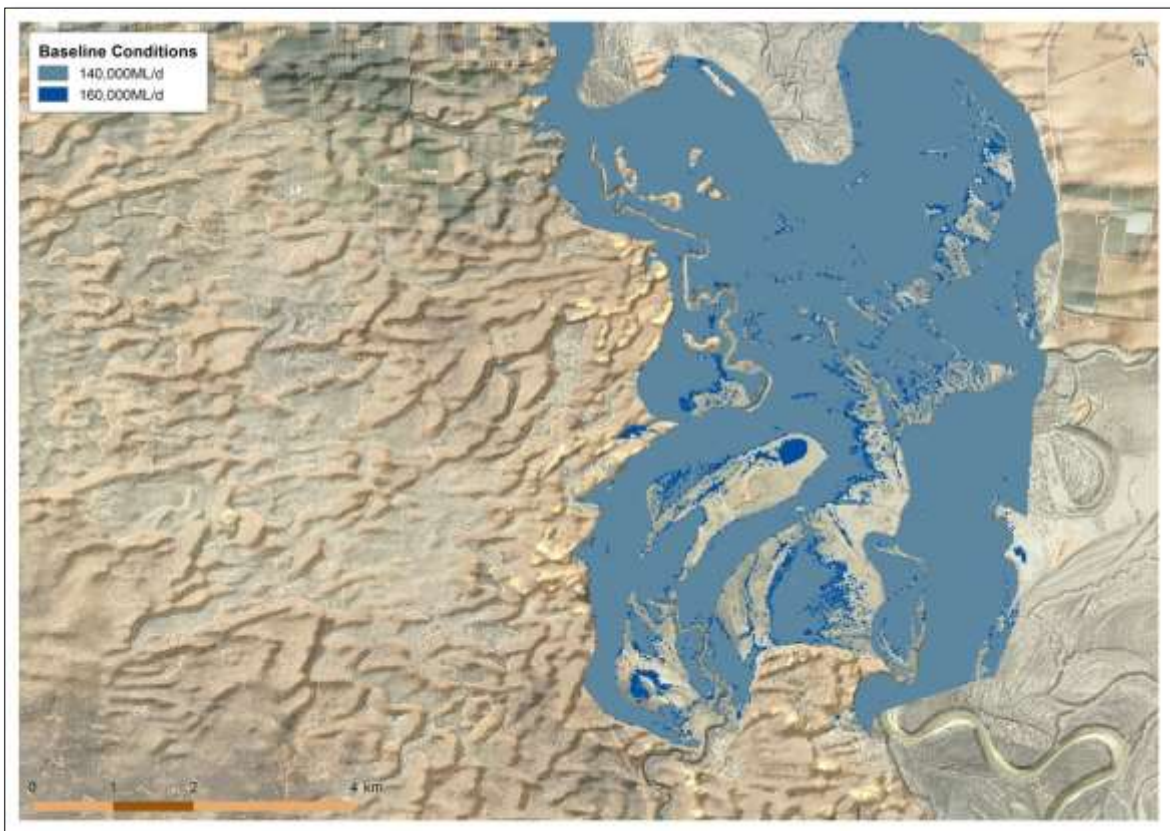 Baseline Conditions
140,000ML/d
160,000ML/d
N
0 1 2 4 km